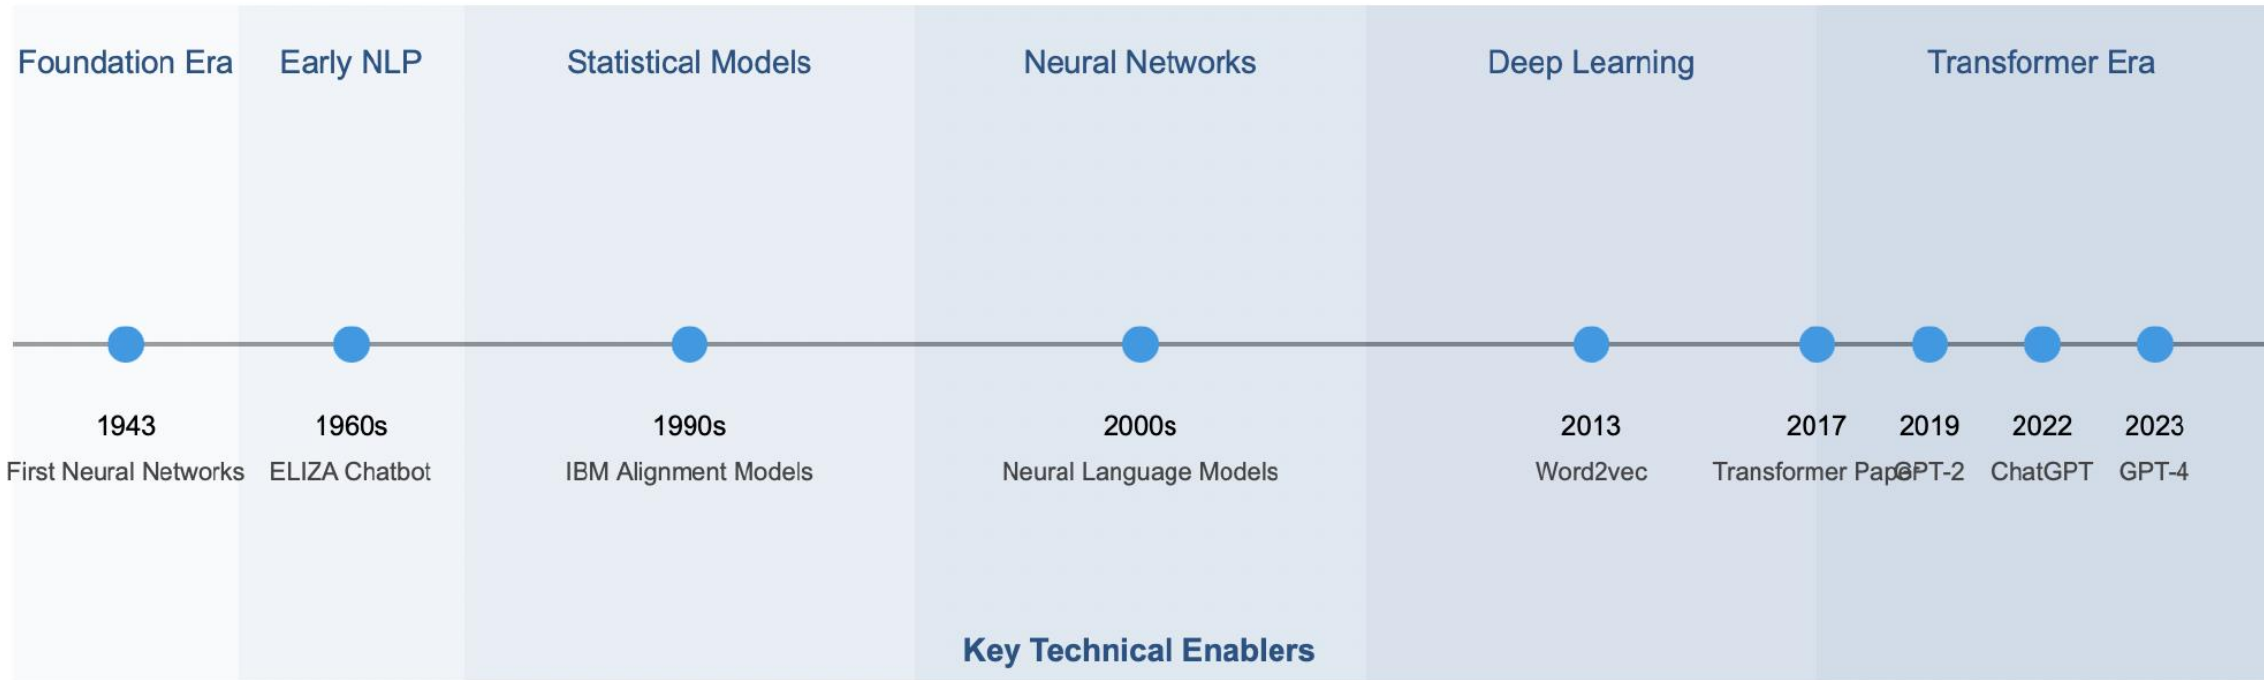 Foundation Era Early NLP Statistical Models Neural Networks Deep Learning Transformer Era
1943 1960s 1990s 2000s 2013 2017 2019 2022 2023
First Neural Networks ELIZA Chatbot IBM Alignment Models Neural Language Models Word2vec Transformer Paper GPT-2 ChatGPT GPT-4
Key Technical Enablers